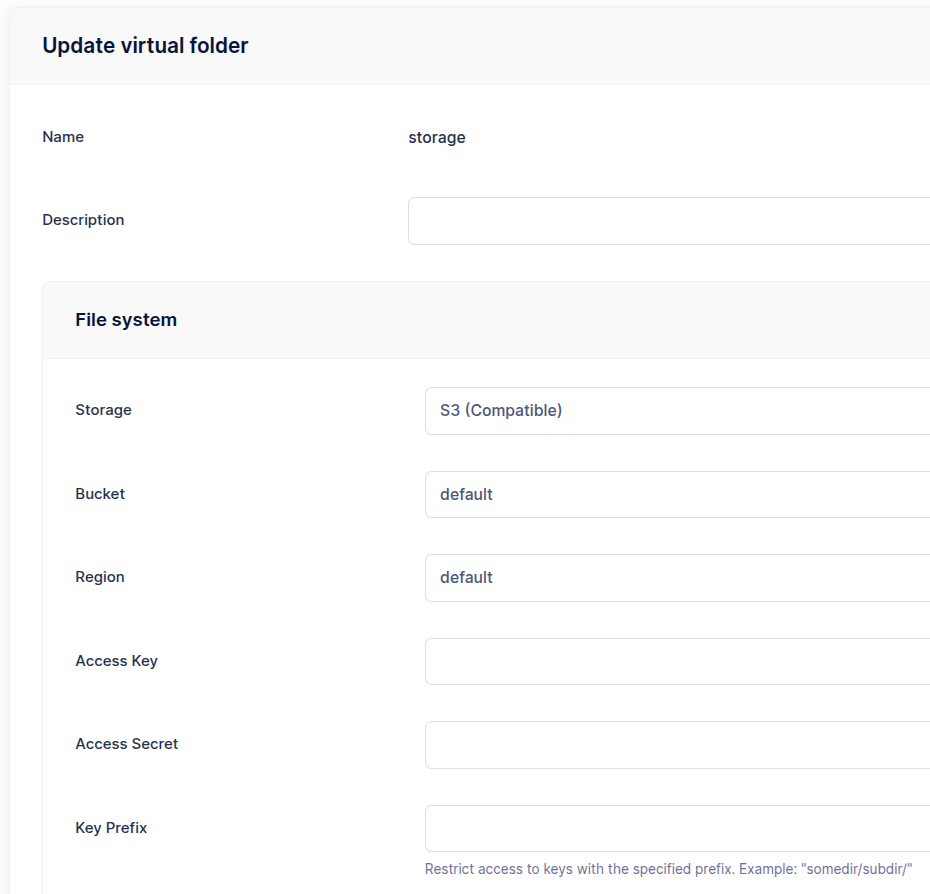 Update virtual folder
Name
storage
Description
File system
Storage
S3 (Compatible)
Bucket
default
Region
default
Access Key
Access Secret
Key Prefix
Restrict access to keys with the specified prefix. Example: "somedir/subdir/"